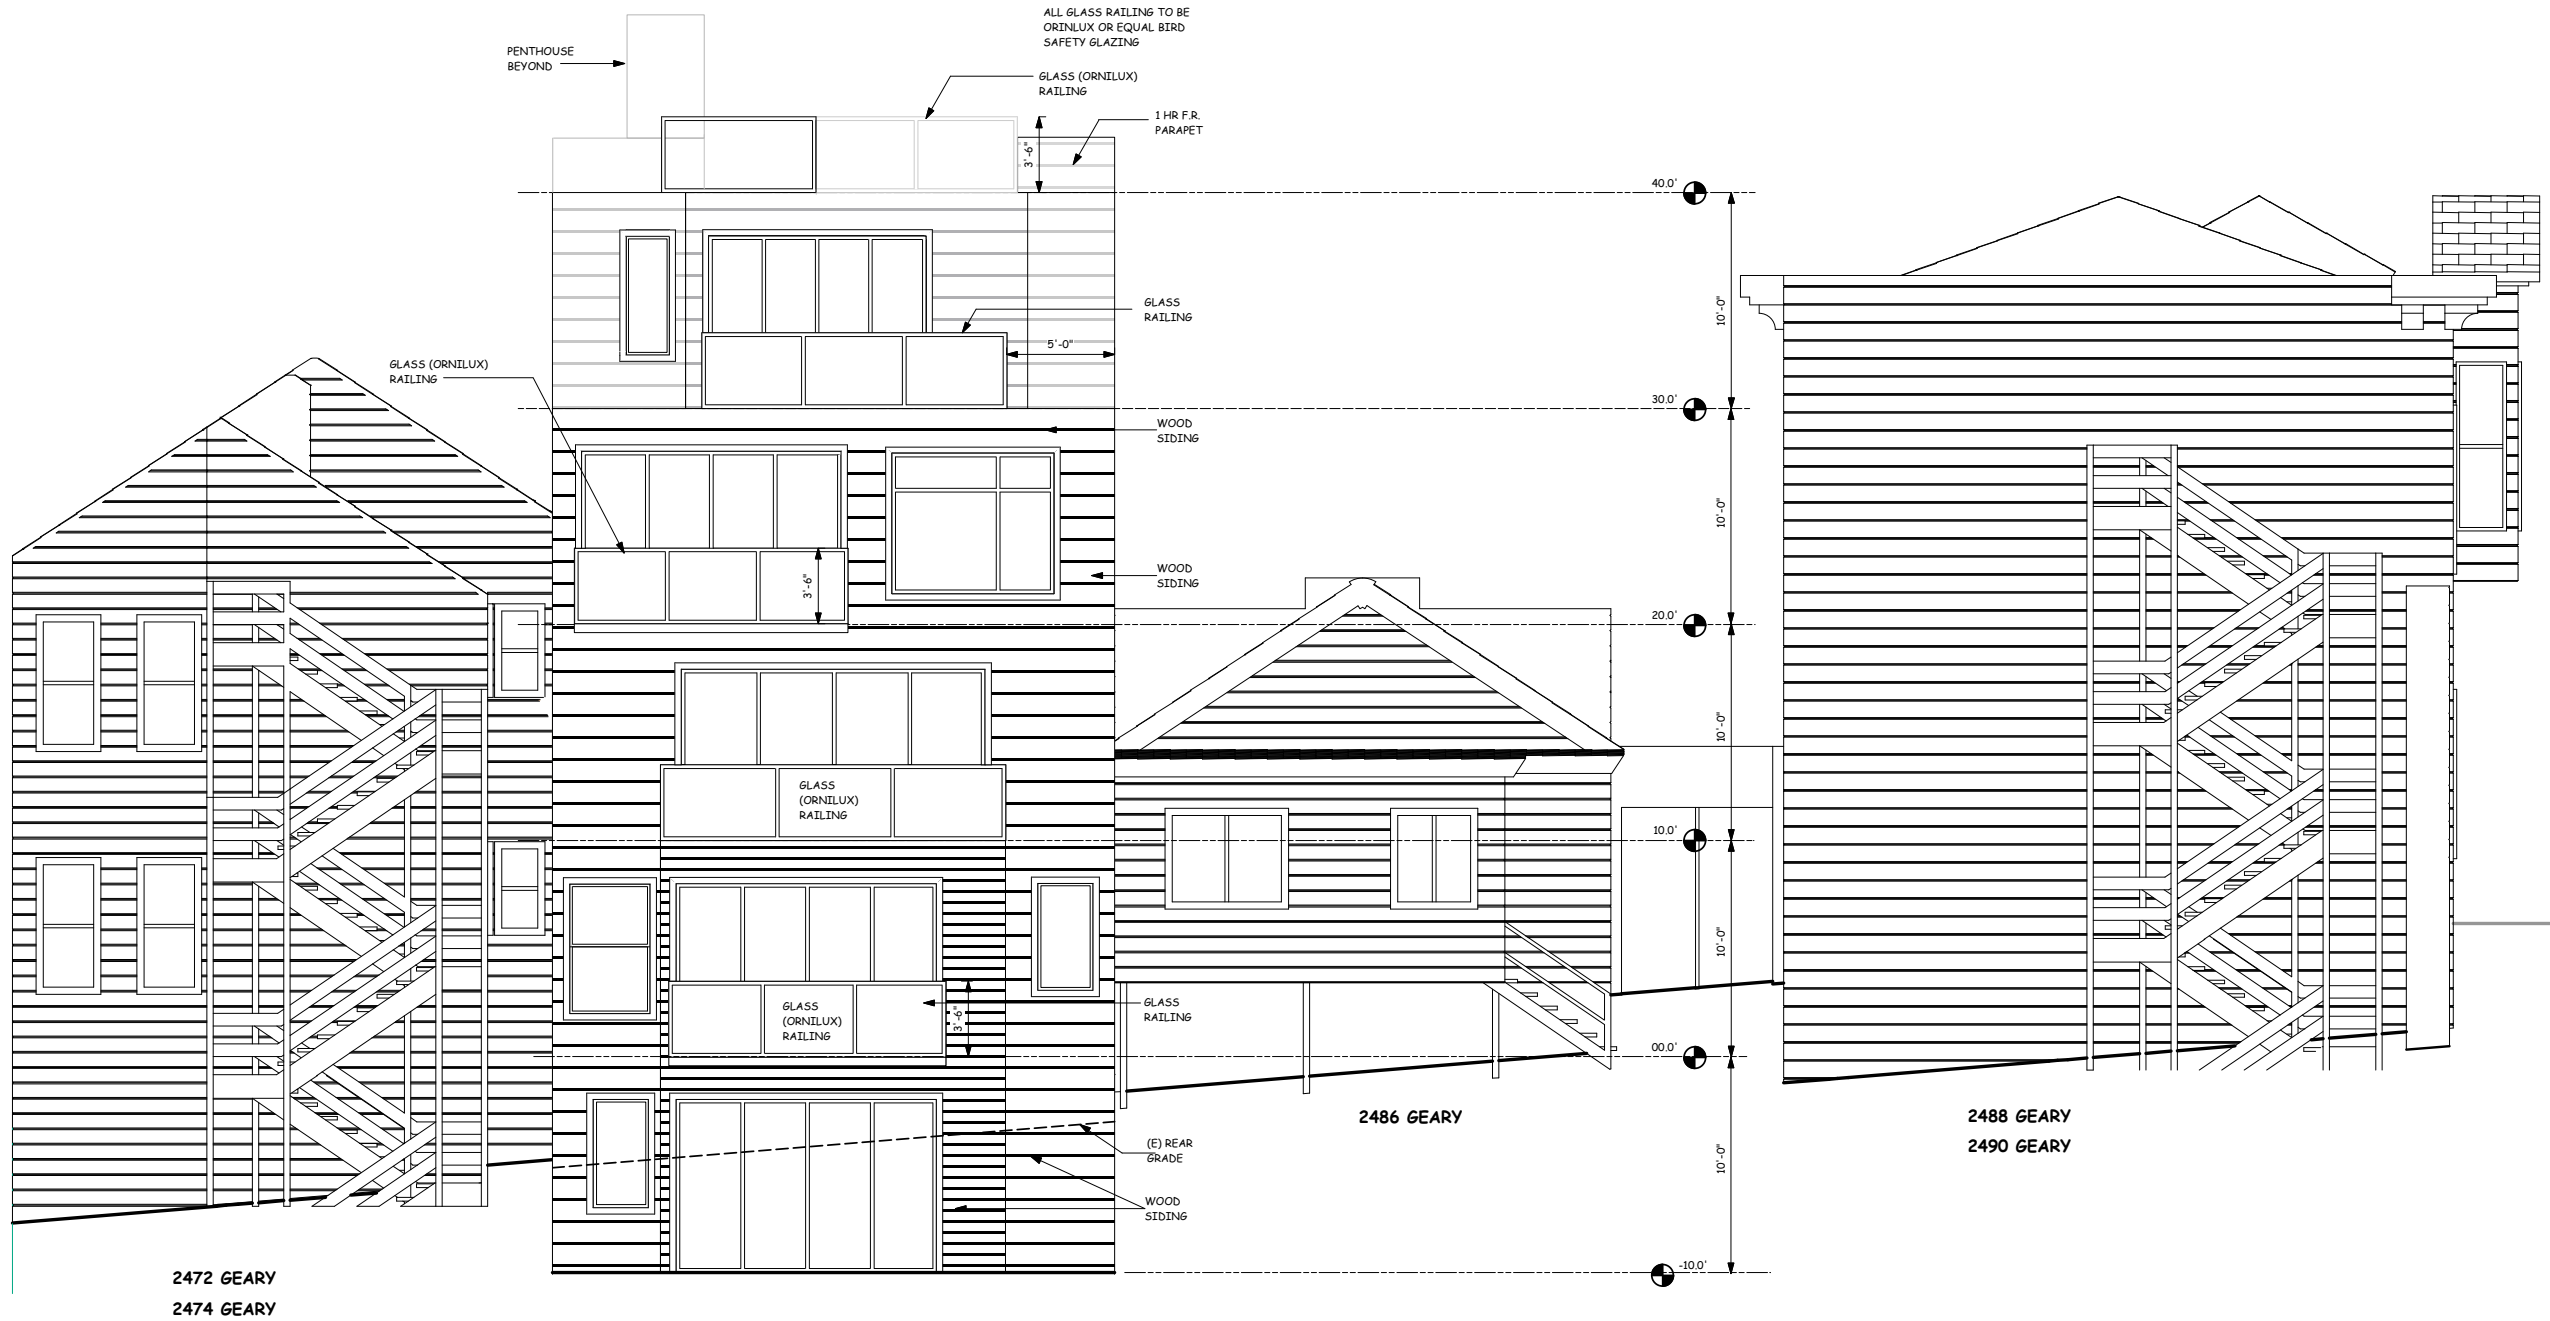 ALL GLASS RAILING TO BE
ORINLUX OR EQUAL BIRD
SAFETY GLAZING
PENTHOUSE
BEYOND
GLASS (ORNILUX)
RAILING
1 HR F.R.
PARAPET
3'-6"
40.0'
10'-0"
GLASS
RAILING
5'-0"
GLASS (ORNILUX)
RAILING
30.0'
WOOD
SIDING
10'-0"
WOOD
SIDING
3'-6"
20.0'
10'-0"
GLASS
(ORNILUX)
RAILING
10.0'
10'-0"
GLASS
(ORNILUX)
RAILING
3'-6"
GLASS
RAILING
00.0'
2486 GEARY
2488 GEARY
2490 GEARY
(E) REAR
GRADE
10'-0"
WOOD
SIDING
-10.0'
2472 GEARY
2474 GEARY